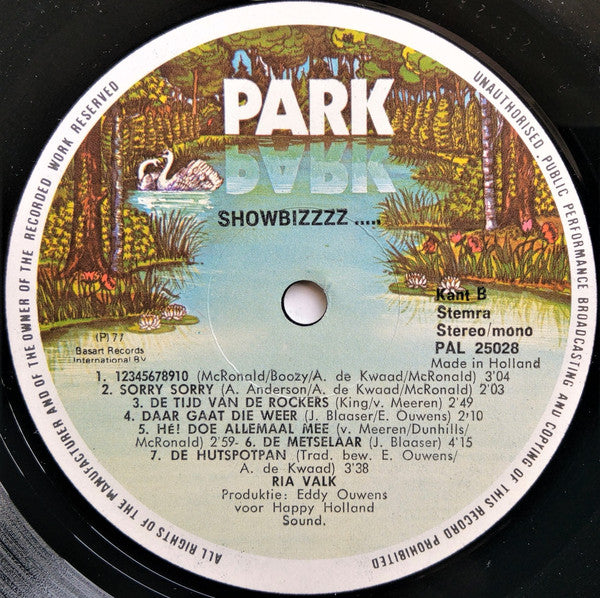 ALL RIGHTS OF THE MANUFACTURER AND OF THE OWNER OF THE RECORDED WORK RESERVED
UNAUTHORISED PUBLIC PERFORMANCE BROADCASTING AND COPYING OF THIS RECORD PROHIBITED
PARK
PARK
SHOWBIZZZZ .....
Kant B
Stemra
Stereo/mono
PAL 25028
Made in Holland
(P) 77
Basart Records
International BV
1. 12345678910 (McRonald/Boozy/A. de Kwaad/McRonald) 3'04
2. SORRY SORRY (A. Anderson/A. de Kwaad/McRonald) 2'03
3. DE TIJD VAN DE ROCKERS (King/v. Meeren) 2'49
4. DAAR GAAT DIE WEER (J. Blaaser/E. Ouwens) 2'10
5. HÉ! DOE ALLEMAAL MEE (v. Meeren/Dunhills/
McRonald) 2'59- 6. DE METSELAAR (J. Blaaser) 4'15
7. DE HUTSPOTPAN (Trad. bew. E. Ouwens/
A. de Kwaad) 3'38
RIA VALK
Produktie: Eddy Ouwens
voor Happy Holland
Sound.